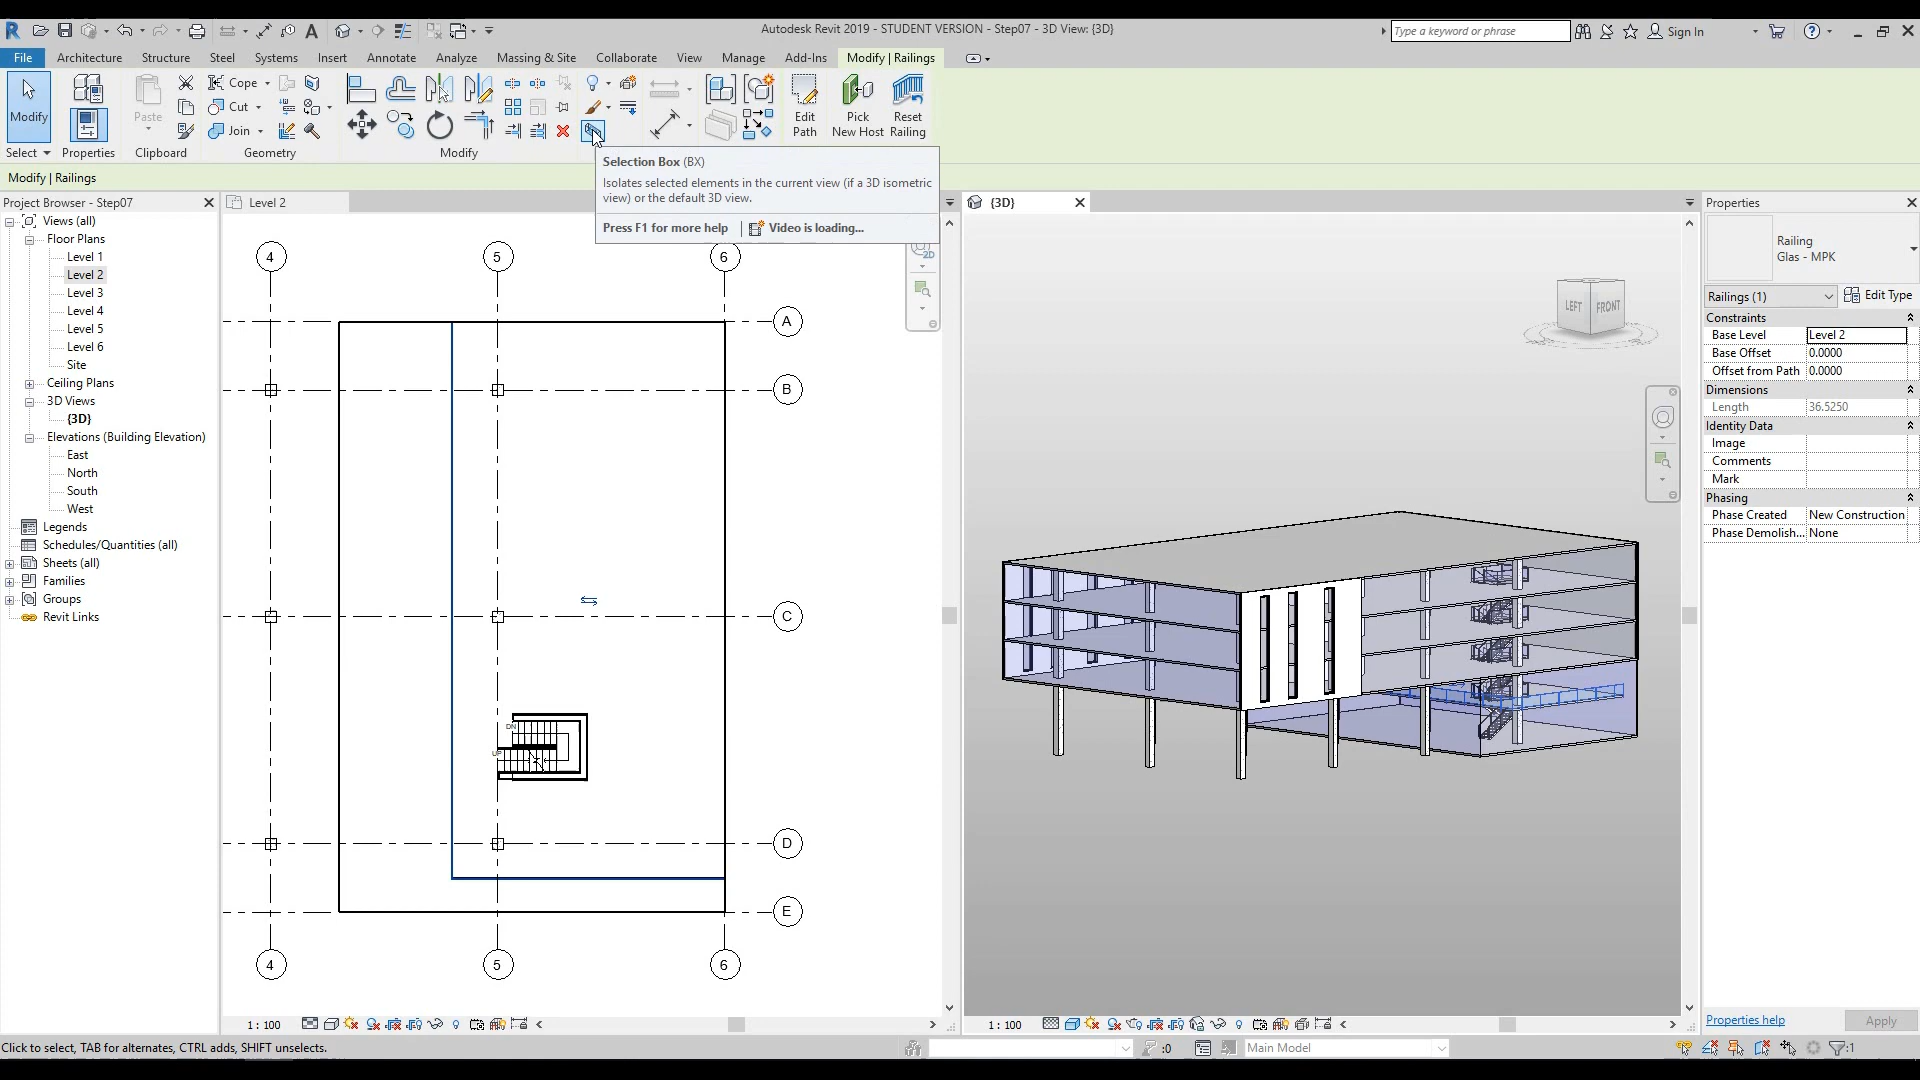 Autodesk Revit 2019 - STUDENT VERSION - Step07 - 3D View: {3D}
Type a keyword or phrase
Sign In
File Architecture Structure Steel Systems Insert Annotate Analyze Massing & Site Collaborate View Manage Add-Ins Modify | Railings
Modify
Paste
Cope
Cut
Join
Edit Path
Pick New Host
Reset Railing
Select Properties Clipboard Geometry Modify
Modify | Railings
Selection Box (BX)
Isolates selected elements in the current view (if a 3D isometric
view) or the default 3D view.
Press F1 for more help Video is loading...
Project Browser - Step07
Views (all)
Floor Plans
Level 1
Level 2
Level 3
Level 4
Level 5
Level 6
Site
Ceiling Plans
3D Views
{3D}
Elevations (Building Elevation)
East
North
South
West
Legends
Schedules/Quantities (all)
Sheets (all)
Families
Groups
Revit Links
Level 2
2D
4 5 6
A
B
C
DN
UP
D
E
4 5 6
1 : 100
{3D}
LEFT FRONT
1 : 100
Properties
Railing
Glas - MPK
Railings (1) Edit Type
Constraints
Base Level Level 2
Base Offset 0.0000
Offset from Path 0.0000
Dimensions
Length 36.5250
Identity Data
Image
Comments
Mark
Phasing
Phase Created New Construction
Phase Demolish... None
Properties help Apply
Click to select, TAB for alternates, CTRL adds, SHIFT unselects.
:0
Main Model
:1